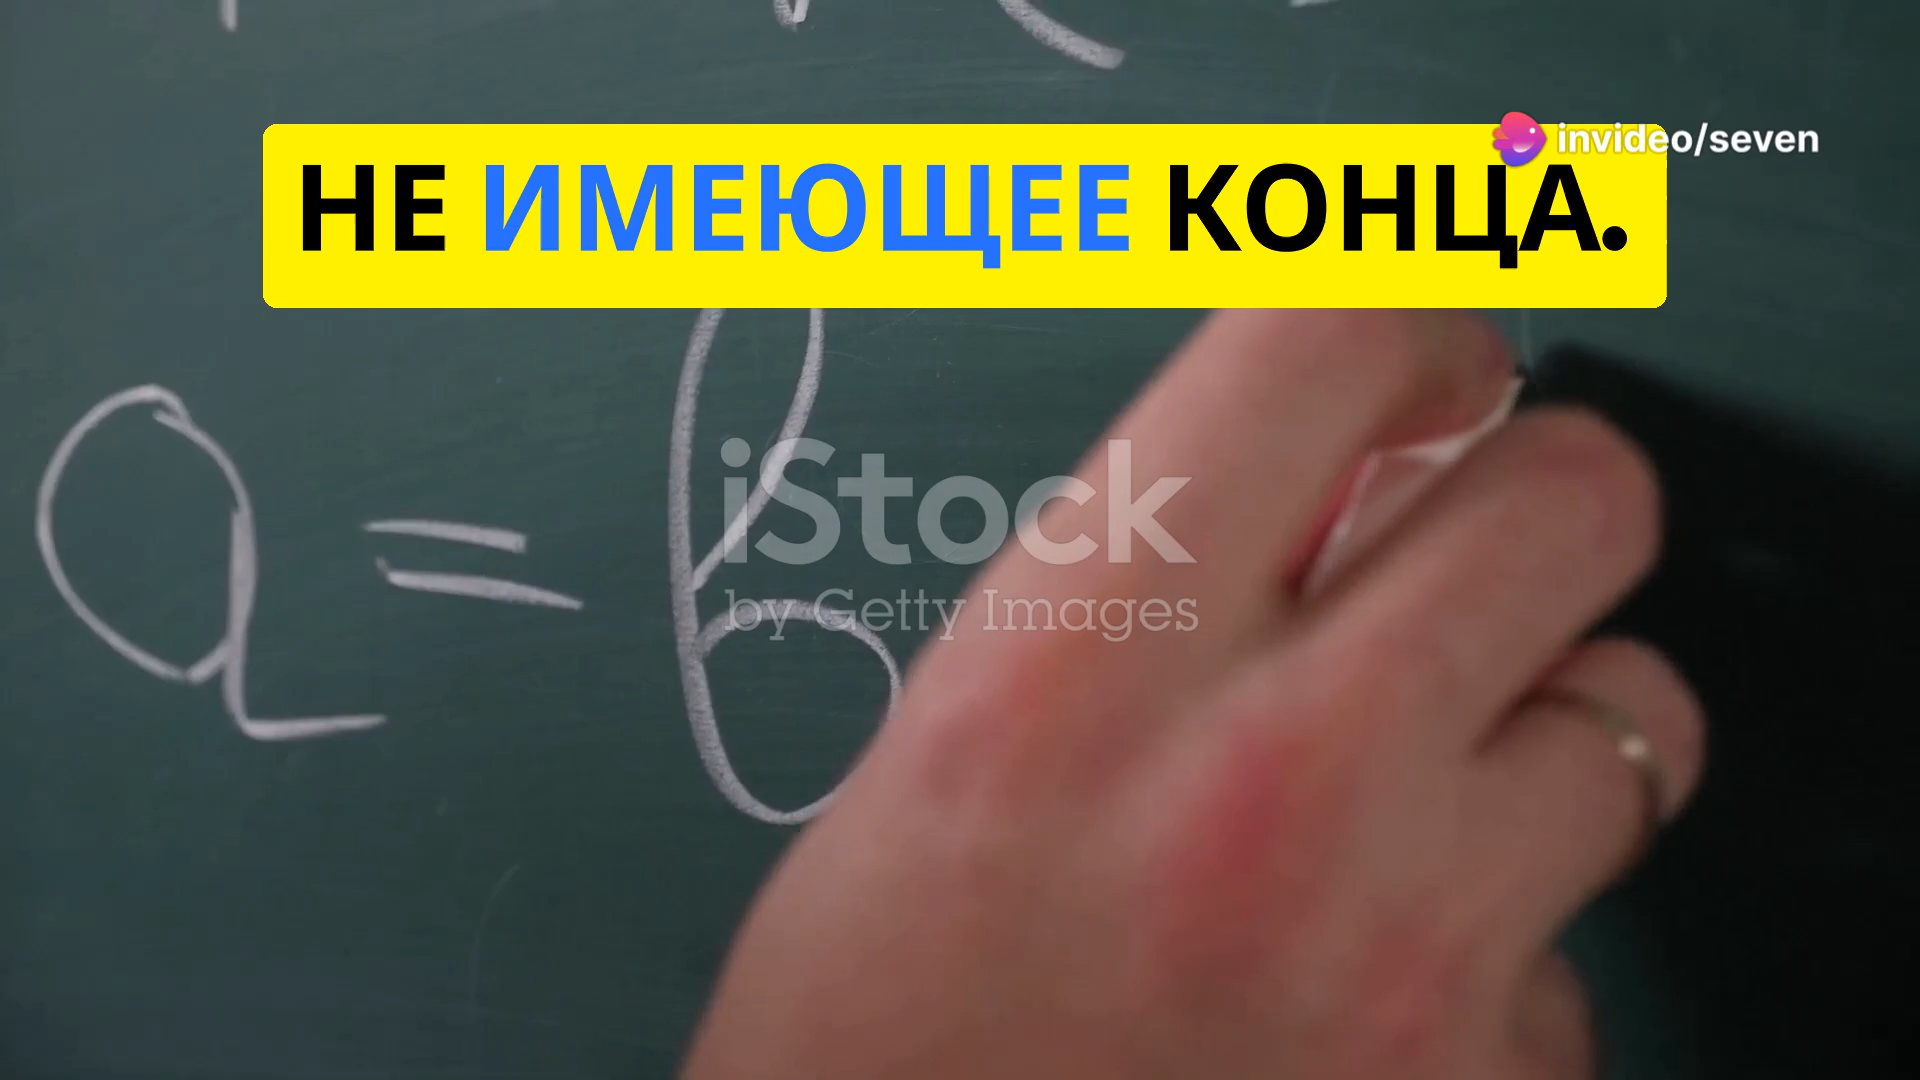 invideo/seven
НЕ ИМЕЮЩЕЕ КОНЦА.
a = b
iStock
by Getty Images